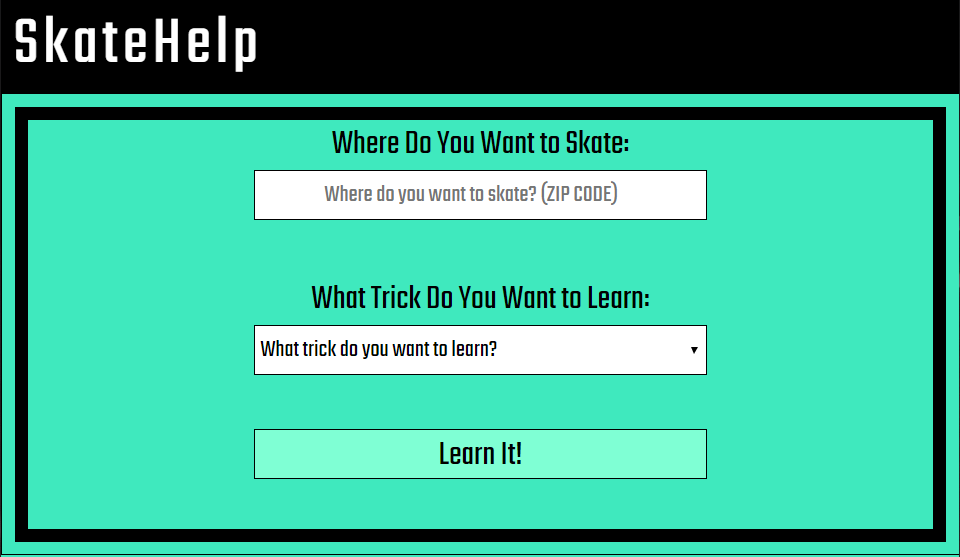 SkateHelp
Where Do You Want to Skate:
Where do you want to skate? (ZIP CODE)
What Trick Do You Want to Learn:
What trick do you want to learn?
Learn It!